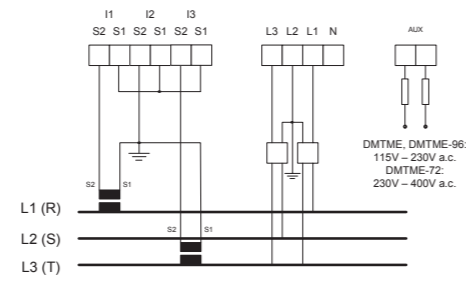 I1 I2 I3
S2 S1 S2 S1 S2 S1
L3 L2 L1 N
AUX
DMTME, DMTME-96:
115V – 230V a.c.
DMTME-72:
230V – 400V a.c.
S2 S1
L1 (R)
S2 S1
L2 (S)
L3 (T)